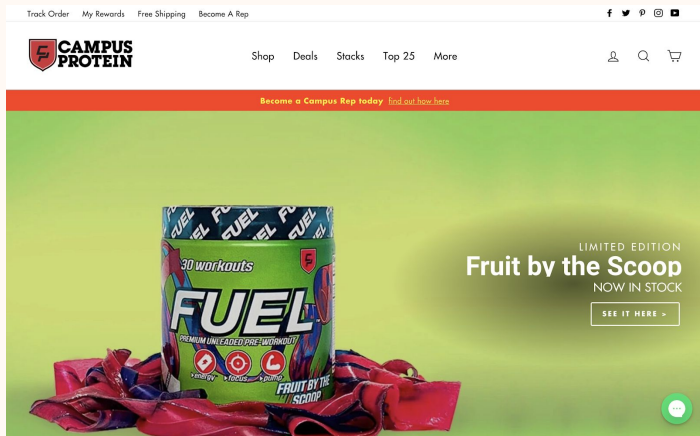 Track Order My Rewards Free Shipping Become A Rep
CAMPUS
PROTEIN
Shop Deals Stacks Top 25 More
Become a Campus Rep today find out how here
FUEL FUEL FUEL FUEL
30 workouts
FUEL
PREMIUM UNLEADED PRE-WORKOUT
energy focus pump
FRUIT BY THE
SCOOP
LIMITED EDITION
Fruit by the Scoop
NOW IN STOCK
SEE IT HERE >